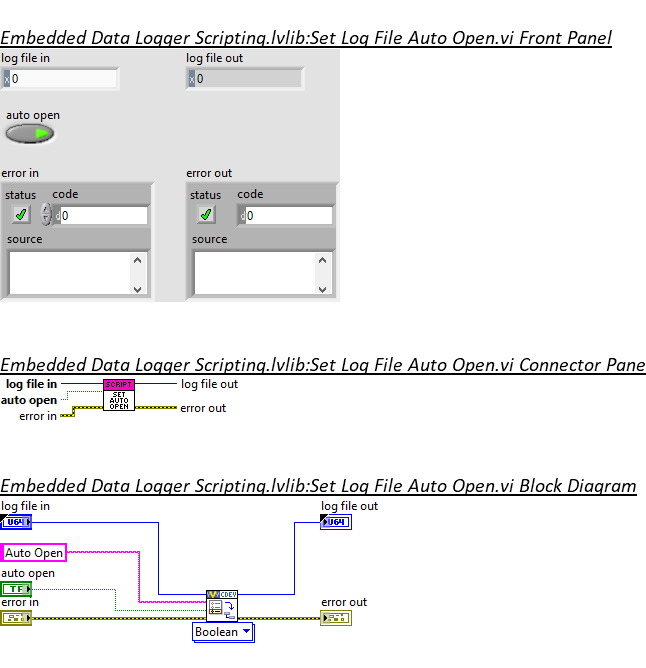 Embedded Data Logger Scripting.lvlib:Set Log File Auto Open.vi Front Panel
log file in log file out
x 0 x 0
auto open
error in error out
status code status code
d 0 d 0
source source
Embedded Data Logger Scripting.lvlib:Set Log File Auto Open.vi Connector Pane
log file in SCRIPT log file out
auto open SET AUTO OPEN
error in error out
Embedded Data Logger Scripting.lvlib:Set Log File Auto Open.vi Block Diagram
log file in log file out
U64 U64
Auto Open
auto open
TF CDEV
error in error out
Boolean